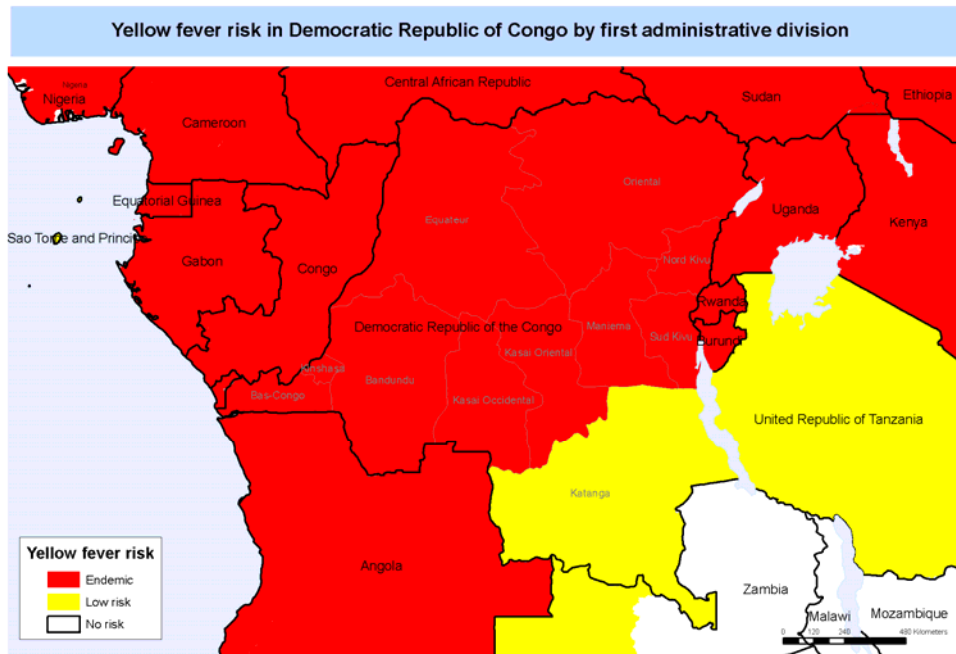 Yellow fever risk in Democratic Republic of Congo by first administrative division
Nigeria
Nigeria
Central African Republic
Sudan
Ethiopia
Cameroon
Oriental
Equatorial Guinea
Equateur
Uganda
Kenya
Sao Tome and Principe
Gabon
Congo
Nord Kivu
Rwanda
Democratic Republic of the Congo
Maniema
Sud Kivu
Burundi
Kasai Oriental
Kinshasa
Bandundu
Bas-Congo
Kasai Occidental
United Republic of Tanzania
Katanga
Yellow fever risk
Endemic
Low risk
No risk
Angola
Zambia
Malawi
Mozambique
0 120 240 480 Kilometers